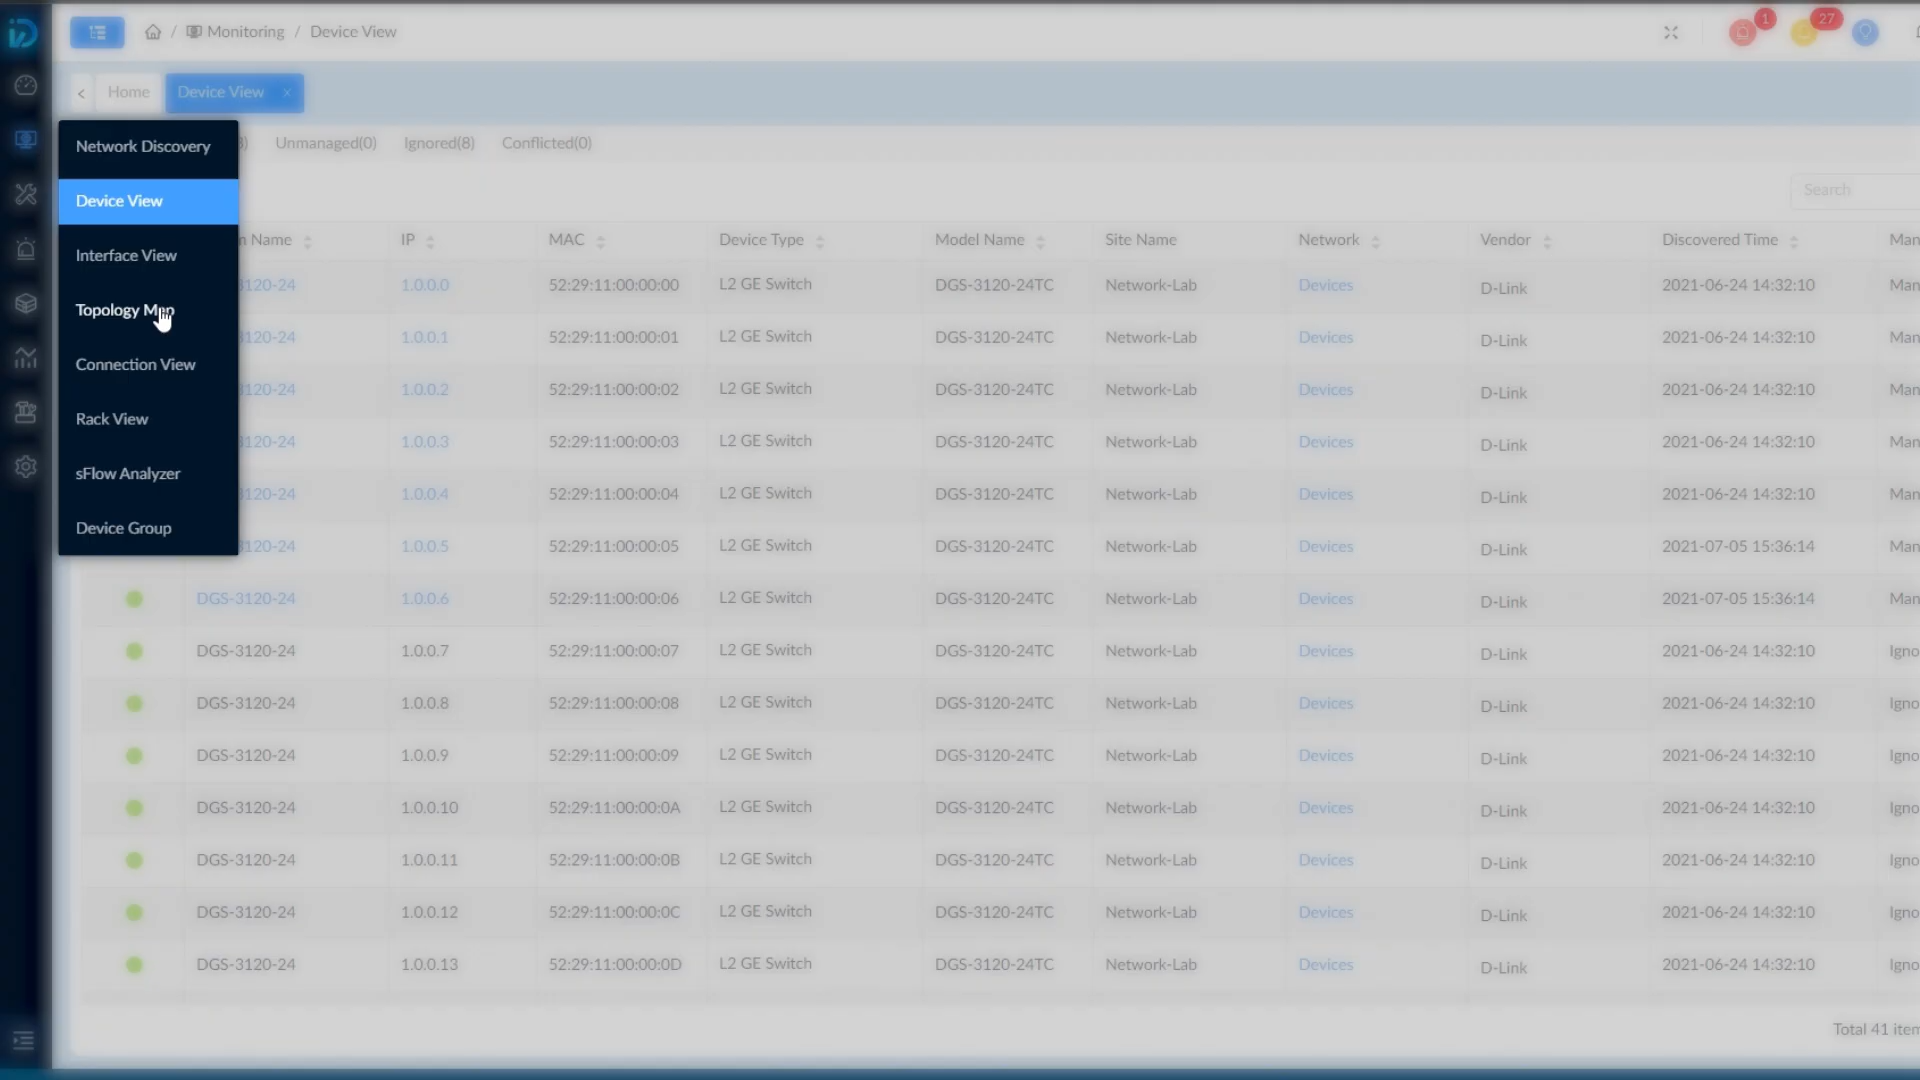 Monitoring / Device View
1
27
Home
Device View ×
Network Discovery
Device View
Interface View
Topology Map
Connection View
Rack View
sFlow Analyzer
Device Group
Unmanaged(0) Ignored(8) Conflicted(0)
Search
Name IP MAC Device Type Model Name Site Name Network Vendor Discovered Time
3120-24 1.0.0.0 52:29:11:00:00:00 L2 GE Switch DGS-3120-24TC Network-Lab Devices D-Link 2021-06-24 14:32:10
3120-24 1.0.0.1 52:29:11:00:00:01 L2 GE Switch DGS-3120-24TC Network-Lab Devices D-Link 2021-06-24 14:32:10
3120-24 1.0.0.2 52:29:11:00:00:02 L2 GE Switch DGS-3120-24TC Network-Lab Devices D-Link 2021-06-24 14:32:10
3120-24 1.0.0.3 52:29:11:00:00:03 L2 GE Switch DGS-3120-24TC Network-Lab Devices D-Link 2021-06-24 14:32:10
3120-24 1.0.0.4 52:29:11:00:00:04 L2 GE Switch DGS-3120-24TC Network-Lab Devices D-Link 2021-06-24 14:32:10
3120-24 1.0.0.5 52:29:11:00:00:05 L2 GE Switch DGS-3120-24TC Network-Lab Devices D-Link 2021-07-05 15:36:14
DGS-3120-24 1.0.0.6 52:29:11:00:00:06 L2 GE Switch DGS-3120-24TC Network-Lab Devices D-Link 2021-07-05 15:36:14
DGS-3120-24 1.0.0.7 52:29:11:00:00:07 L2 GE Switch DGS-3120-24TC Network-Lab Devices D-Link 2021-06-24 14:32:10
DGS-3120-24 1.0.0.8 52:29:11:00:00:08 L2 GE Switch DGS-3120-24TC Network-Lab Devices D-Link 2021-06-24 14:32:10
DGS-3120-24 1.0.0.9 52:29:11:00:00:09 L2 GE Switch DGS-3120-24TC Network-Lab Devices D-Link 2021-06-24 14:32:10
DGS-3120-24 1.0.0.10 52:29:11:00:00:0A L2 GE Switch DGS-3120-24TC Network-Lab Devices D-Link 2021-06-24 14:32:10
DGS-3120-24 1.0.0.11 52:29:11:00:00:0B L2 GE Switch DGS-3120-24TC Network-Lab Devices D-Link 2021-06-24 14:32:10
DGS-3120-24 1.0.0.12 52:29:11:00:00:0C L2 GE Switch DGS-3120-24TC Network-Lab Devices D-Link 2021-06-24 14:32:10
DGS-3120-24 1.0.0.13 52:29:11:00:00:0D L2 GE Switch DGS-3120-24TC Network-Lab Devices D-Link 2021-06-24 14:32:10
Total 41